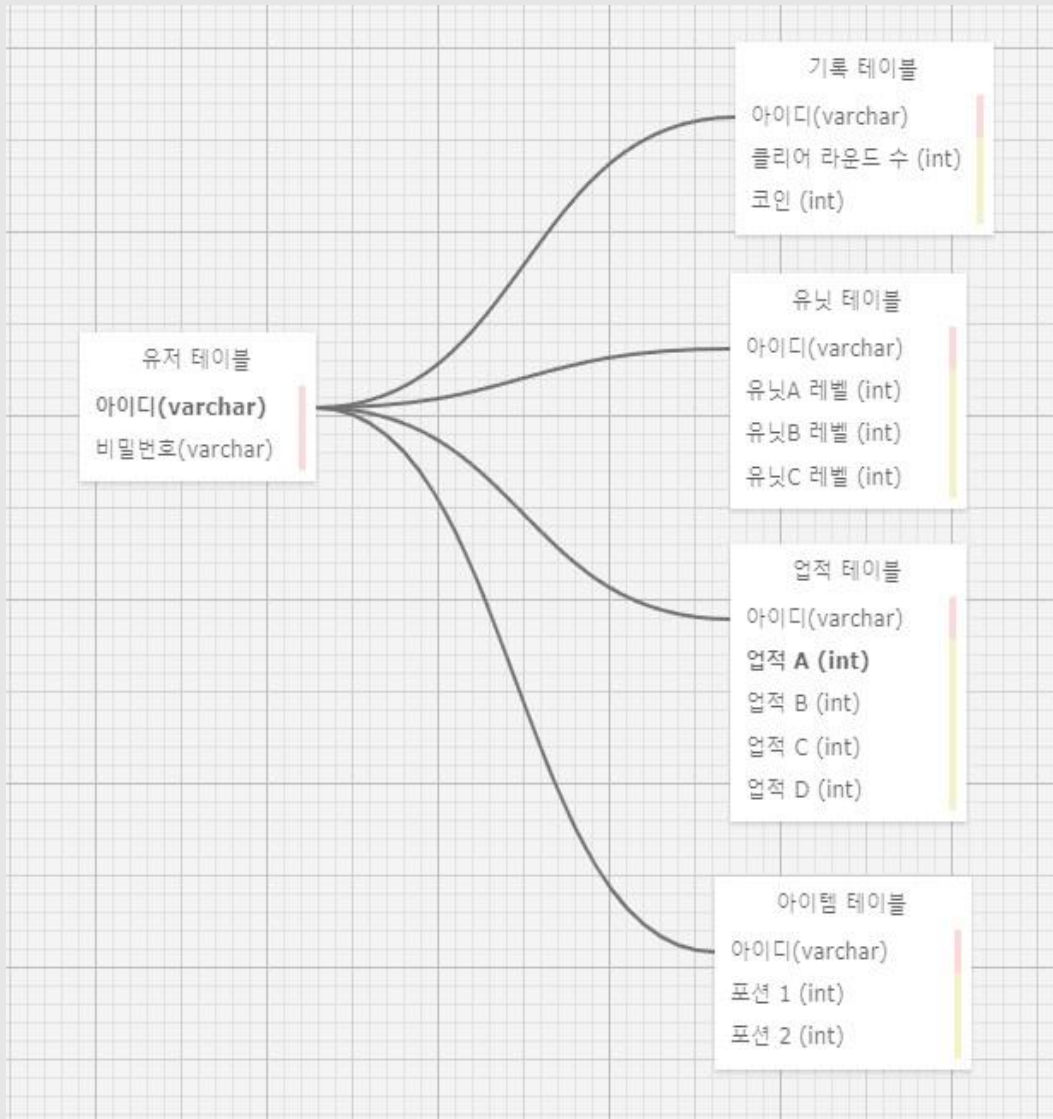 유저 테이블
아이디(varchar)
비밀번호(varchar)
기록 테이블
아이디(varchar)
클리어 라운드 수 (int)
코인 (int)
유닛 테이블
아이디(varchar)
유닛A 레벨 (int)
유닛B 레벨 (int)
유닛C 레벨 (int)
업적 테이블
아이디(varchar)
업적 A (int)
업적 B (int)
업적 C (int)
업적 D (int)
아이템 테이블
아이디(varchar)
포션 1 (int)
포션 2 (int)